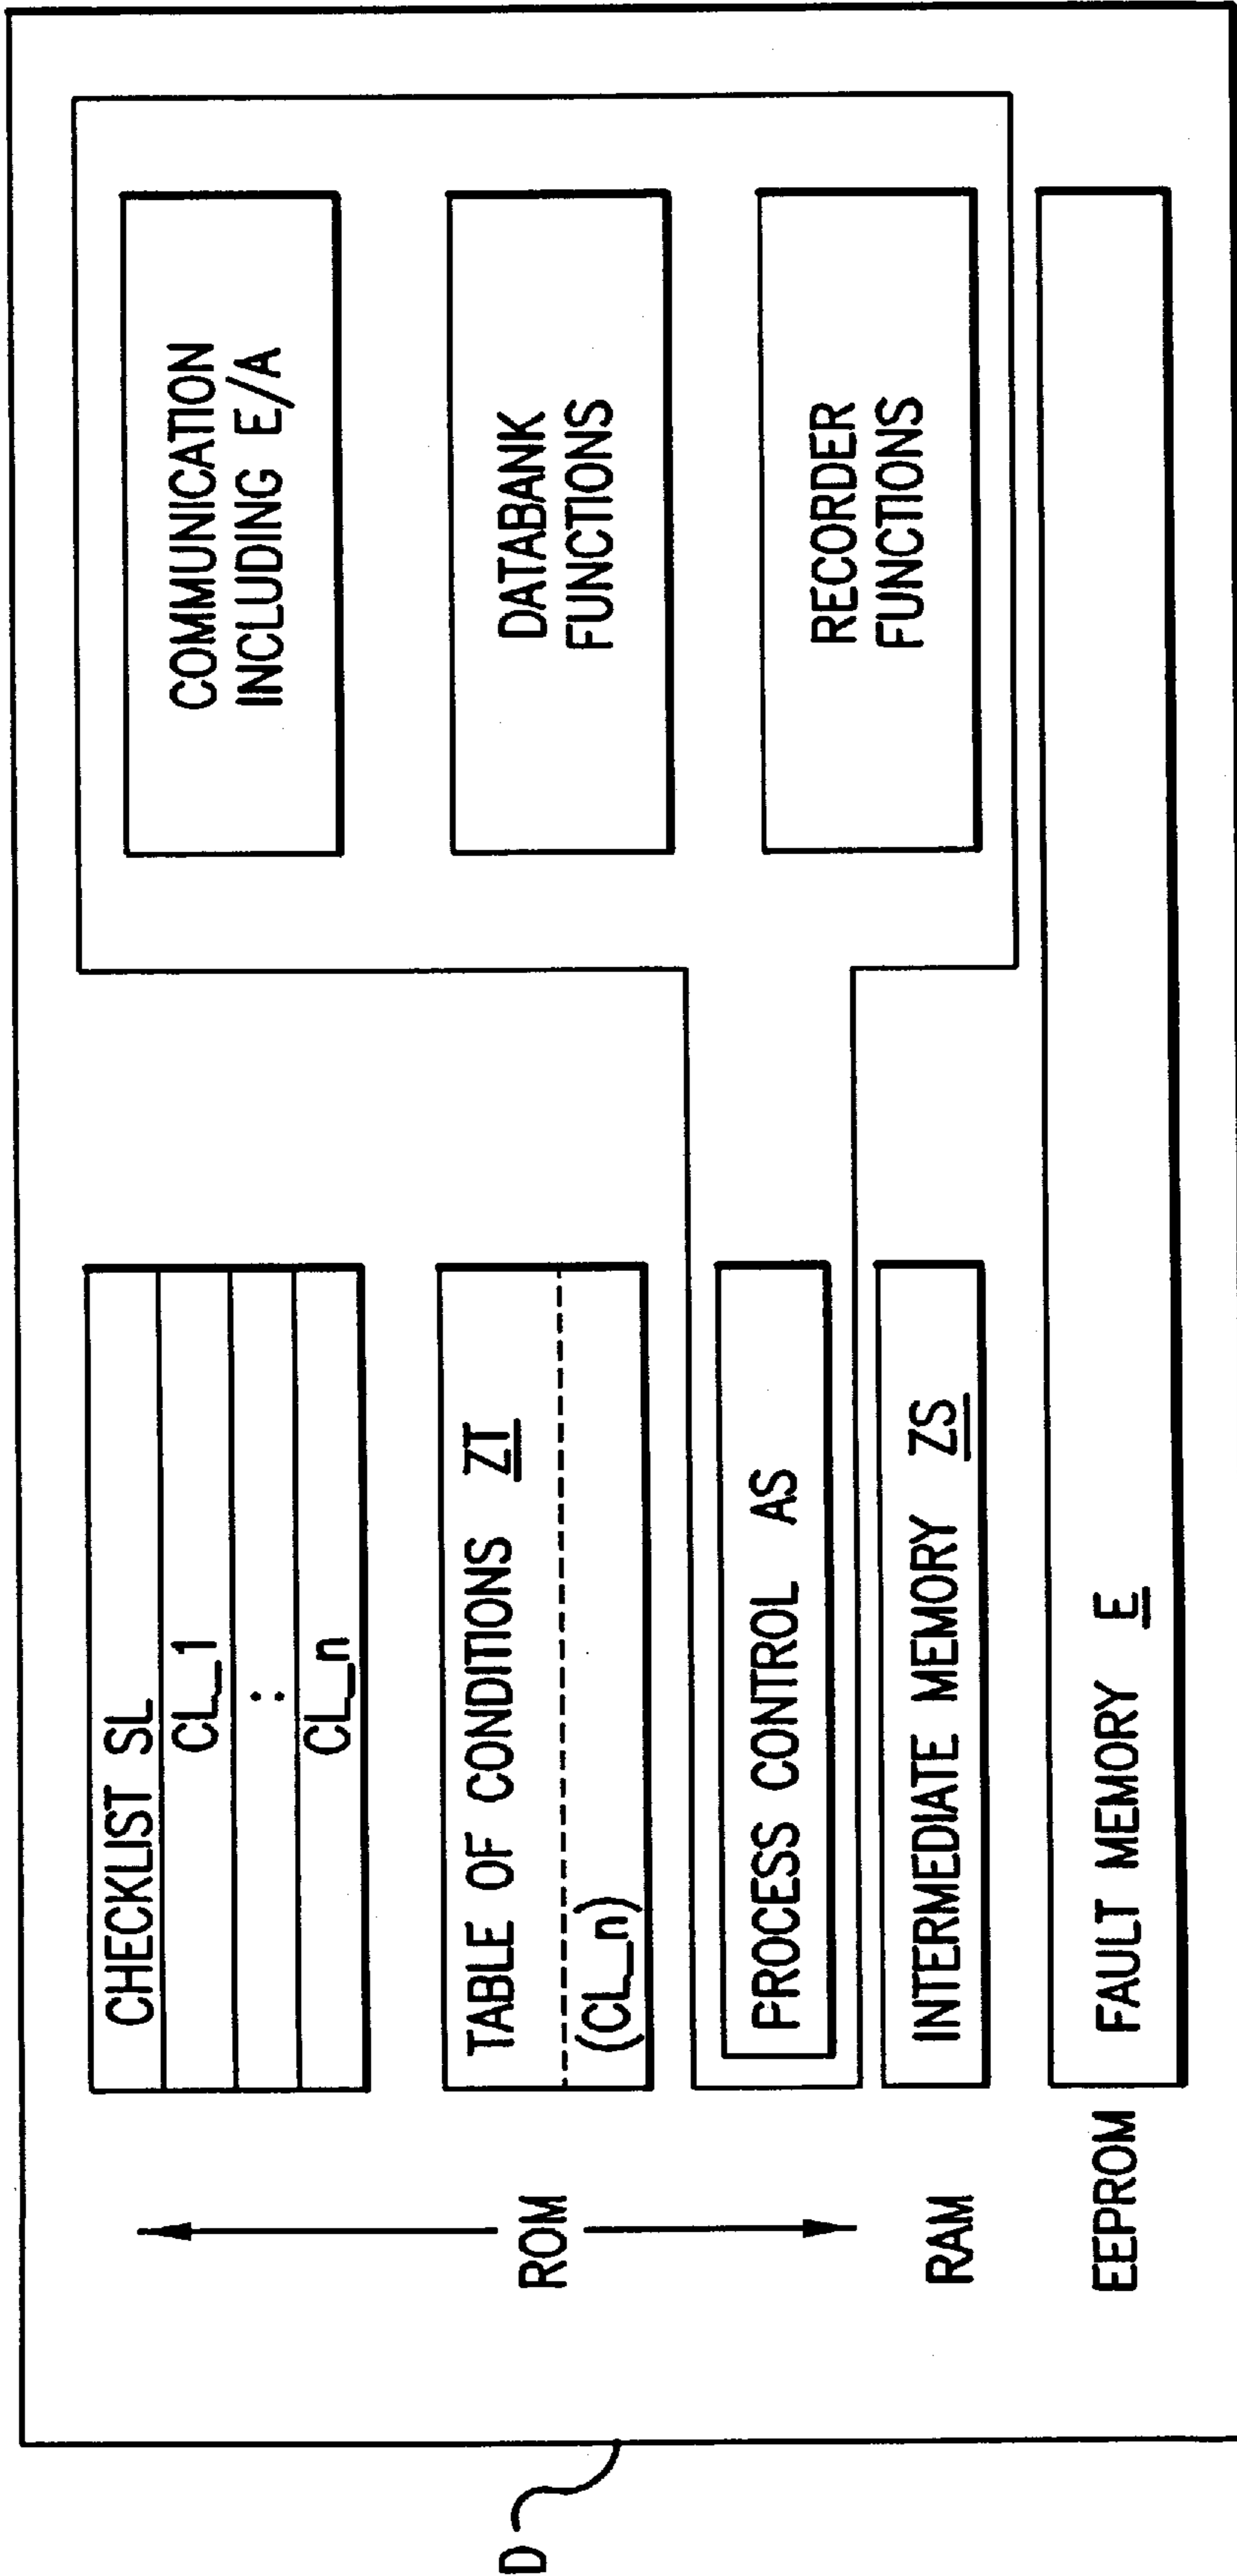 CHECKLIST SL
CL_1
:
CL_n
TABLE OF CONDITIONS ZT
(CL_n)
PROCESS CONTROL AS
INTERMEDIATE MEMORY ZS
FAULT MEMORY E
COMMUNICATION
INCLUDING E/A
DATABANK
FUNCTIONS
RECORDER
FUNCTIONS
ROM
RAM
EEPROM
D